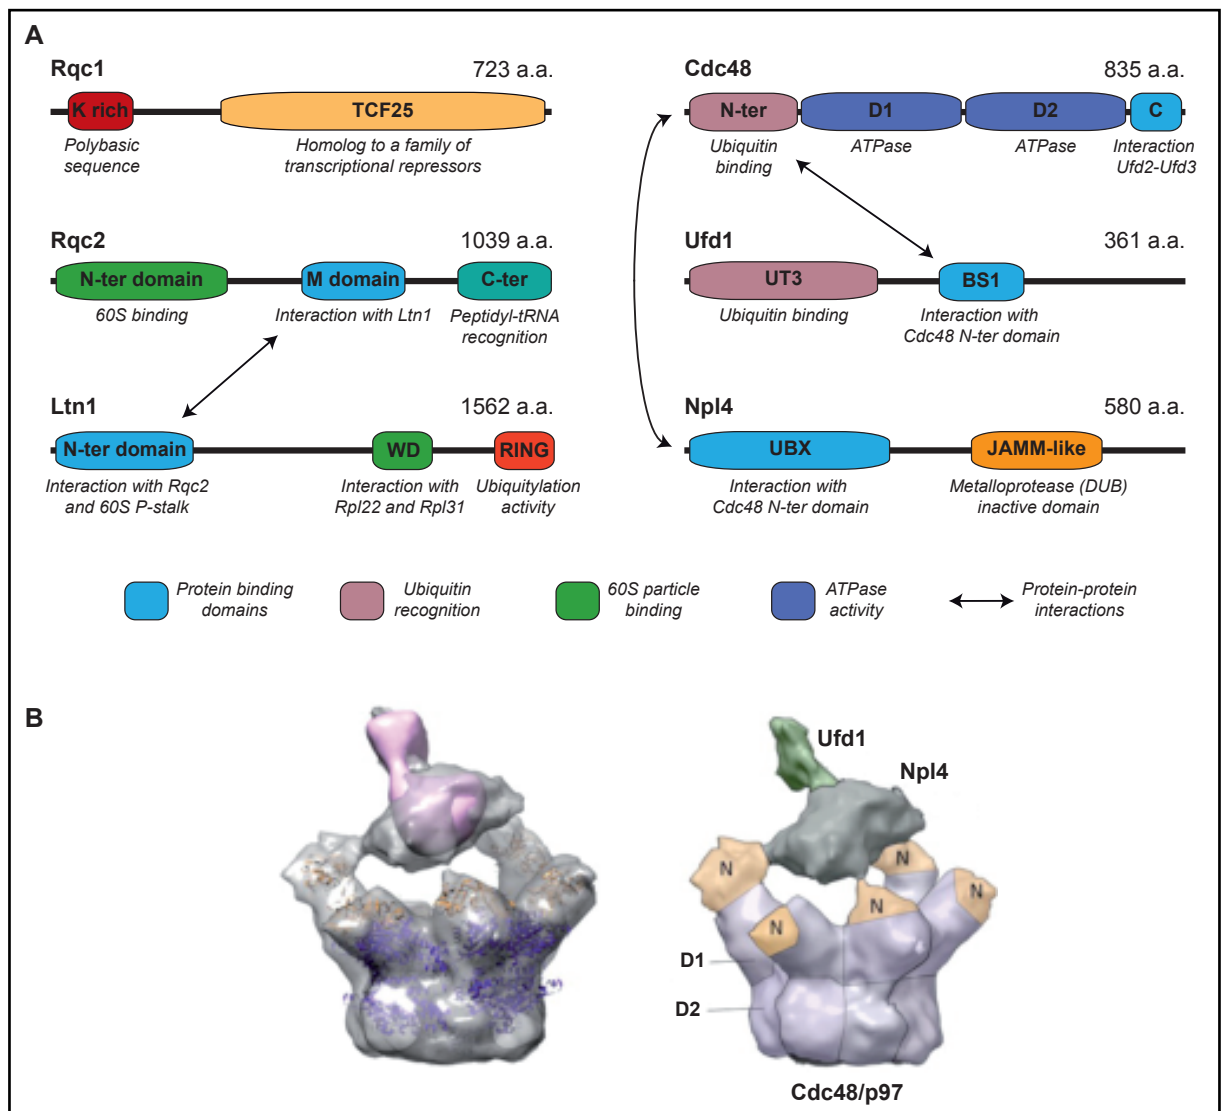 A
Rqc1 723 a.a.
K rich TCF25
Polybasic
sequence
Homolog to a family of
transcriptional repressors
Rqc2 1039 a.a.
N-ter domain M domain C-ter
60S binding Interaction with Ltn1 Peptidyl-tRNA
recognition
Ltn1 1562 a.a.
N-ter domain WD RING
Interaction with Rqc2
and 60S P-stalk
Interaction with
Rpl22 and Rpl31
Ubiquitylation
activity
Cdc48 835 a.a.
N-ter D1 D2 C
Ubiquitin
binding
ATPase ATPase Interaction
Ufd2-Ufd3
Ufd1 361 a.a.
UT3 BS1
Ubiquitin binding Interaction with
Cdc48 N-ter domain
Npl4 580 a.a.
UBX JAMM-like
Interaction with
Cdc48 N-ter domain
Metalloprotease (DUB)
inactive domain
Protein binding
domains
Ubiquitin
recognition
60S particle
binding
ATPase
activity
Protein-protein
interactions
B
Ufd1
Npl4
N
N
N
N
N
D1
D2
Cdc48/p97